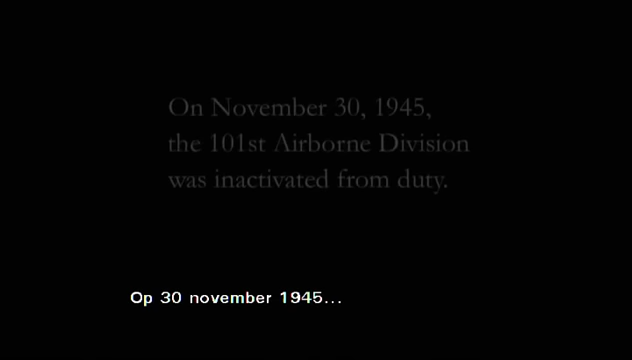 On November 30, 1945,
the 101st Airborne Division
was inactivated from duty.
Op 30 november 1945...